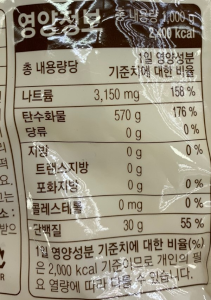 영양정보 총 내용량 1,000 g
2,400 kcal
총 내용량당 1일 영양성분
기준치에 대한 비율
나트륨 3,150 mg 158 %
탄수화물 570 g 176 %
당류 0 g 0 %
지방 0 g 0 %
트랜스지방 0 g
포화지방 0 g 0 %
콜레스테롤 0 mg 0 %
단백질 30 g 55 %
1일 영양성분 기준치에 대한 비율(%)
은 2,000 kcal 기준이므로 개인의 필
요 열량에 따라 다를 수 있습니다.